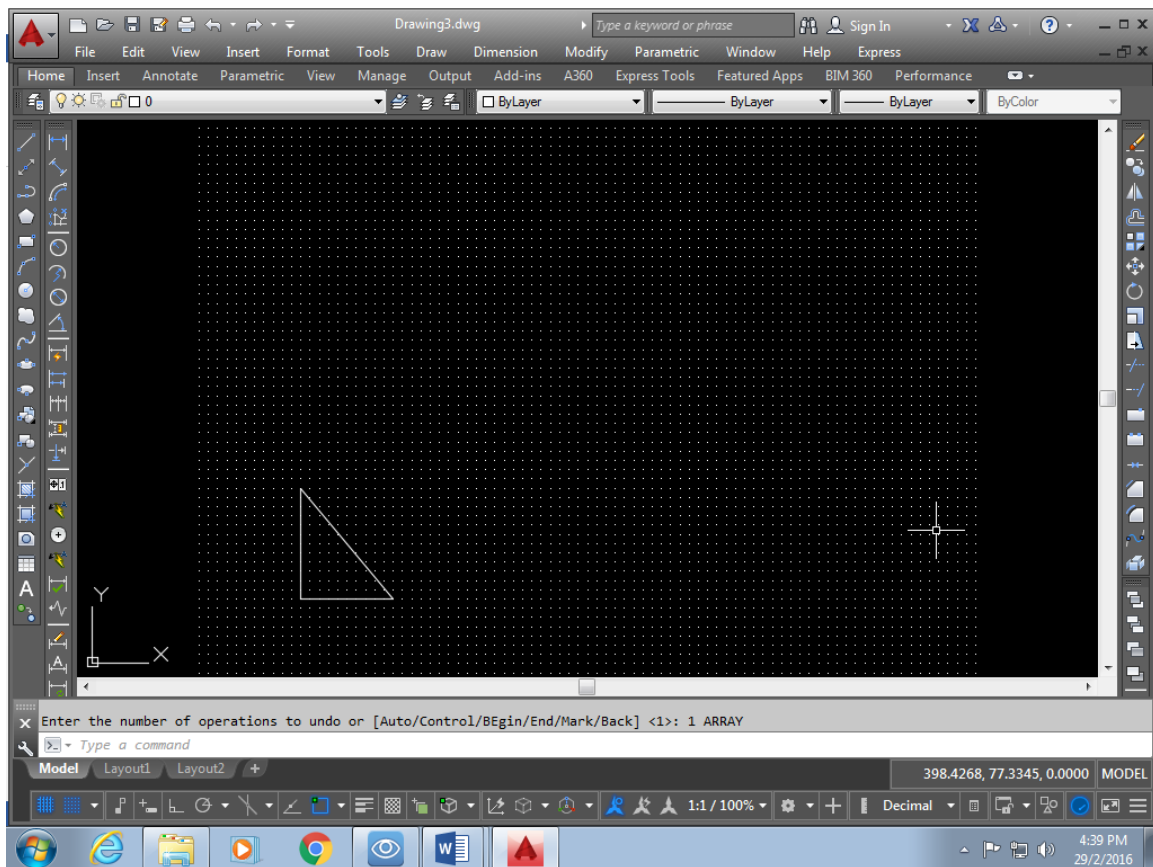 Drawing3.dwg Type a keyword or phrase Sign In
File Edit View Insert Format Tools Draw Dimension Modify Parametric Window Help Express
Home Insert Annotate Parametric View Manage Output Add-ins A360 Express Tools Featured Apps BIM 360 Performance
0 ByLayer ByLayer ByLayer ByColor
Y
X
Enter the number of operations to undo or [Auto/Control/BEgin/End/Mark/Back] <1>: 1 ARRAY
Type a command
Model Layout1 Layout2 + 398.4268, 77.3345, 0.0000 MODEL
1:1 / 100% Decimal
4:39 PM
29/2/2016